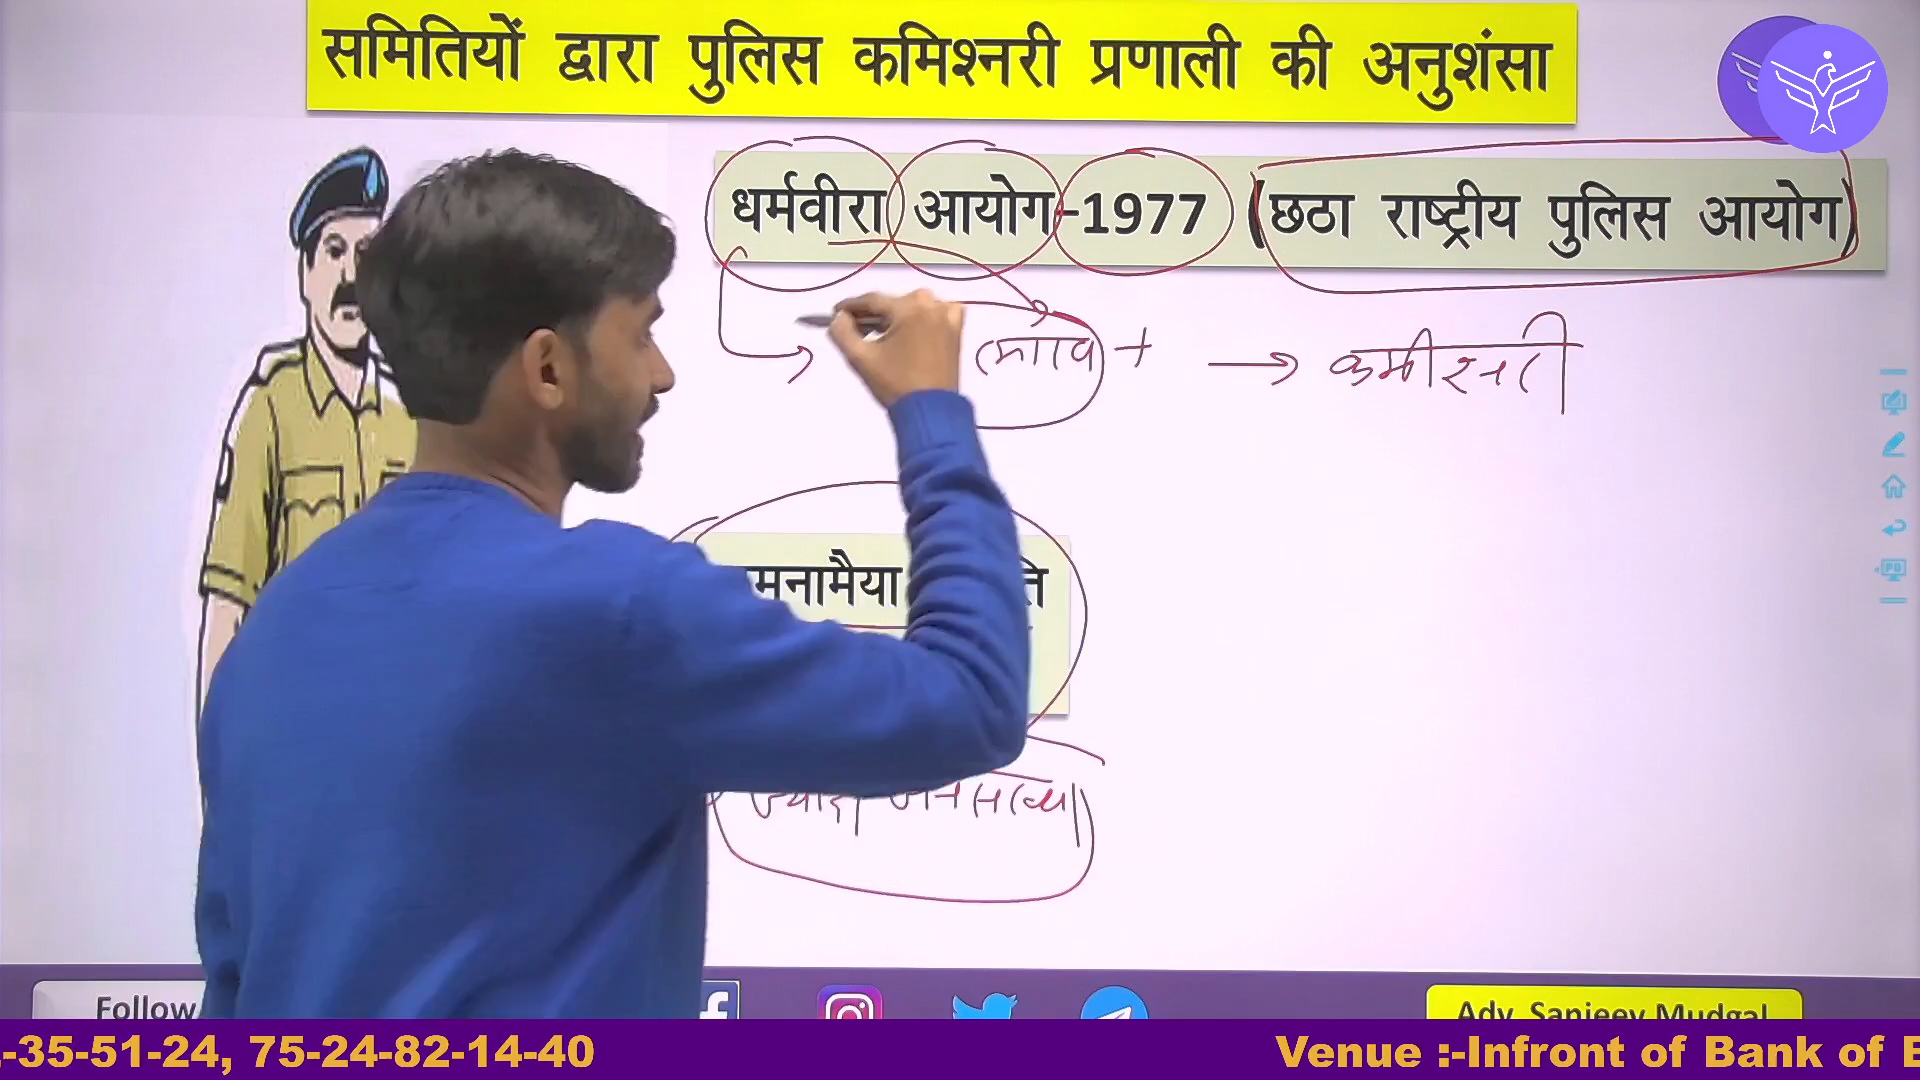 समितियों द्वारा पुलिस कमिश्नरी प्रणाली की अनुशंसा
धर्मवीरा आयोग-1977 (छठा राष्ट्रीय पुलिस आयोग)
+ → कमीश्नरी
मनामैया ति
ज्यादा जनसंख्या
Follow
Adv. Sanjeev Mudgal
-35-51-24, 75-24-82-14-40
Venue :-Infront of Bank of